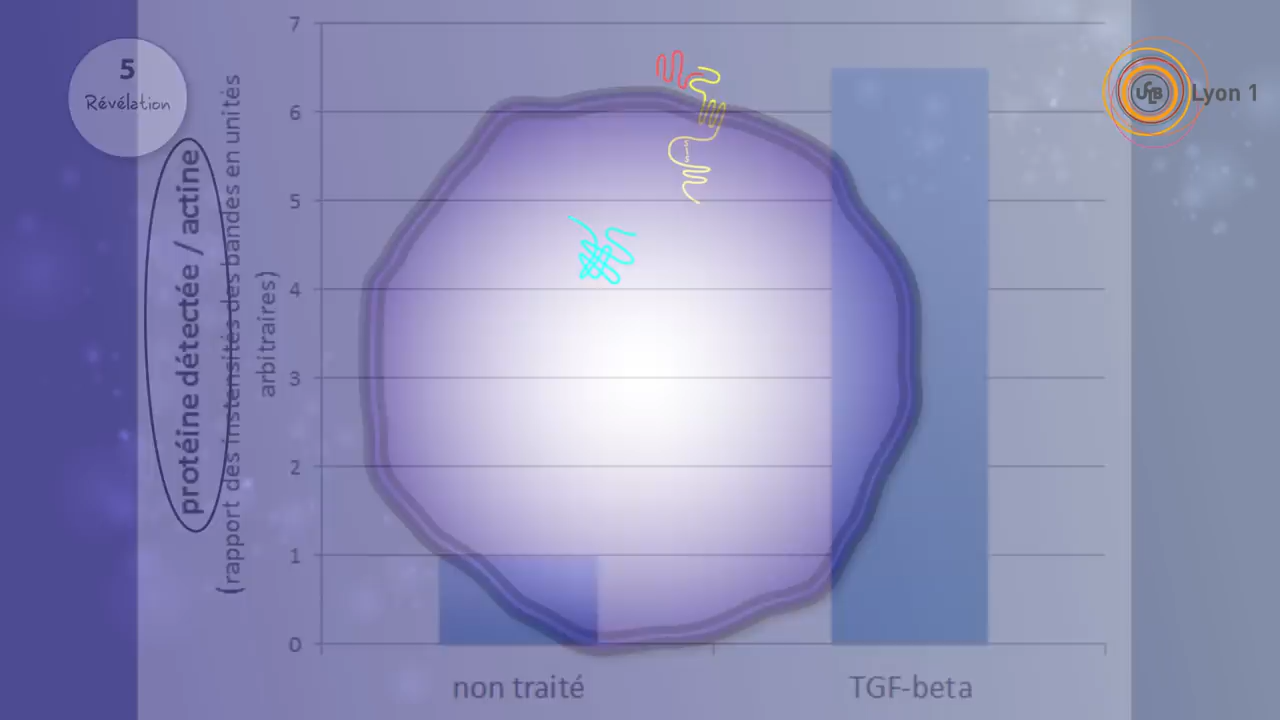 5
Révélation
protéine détectée / actine
(rapport des instensités des bandes en unités
arbitraires)
7
6
5
4
3
2
1
0
non traité
TGF-beta
Lyon 1